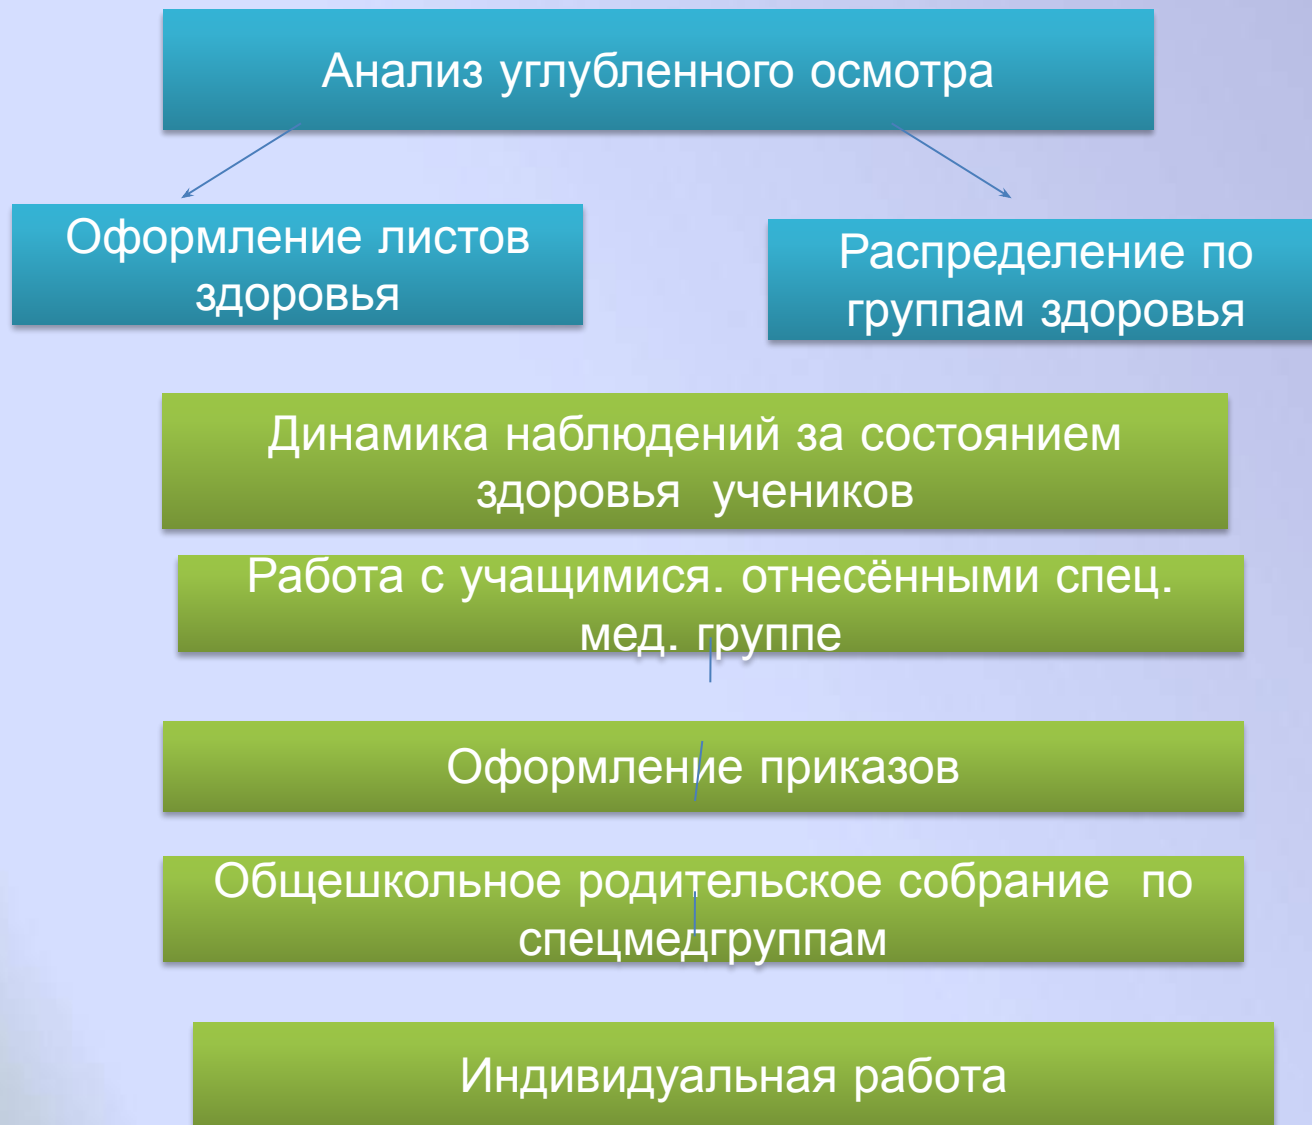 Анализ углубленного осмотра
Оформление листов
здоровья
Распределение по
группам здоровья
Динамика наблюдений за состоянием
здоровья  учеников
Работа с учащимися. отнесёнными спец.
мед. группе
Оформление приказов
Общешкольное родительское собрание  по
спецмедгруппам
Индивидуальная работа